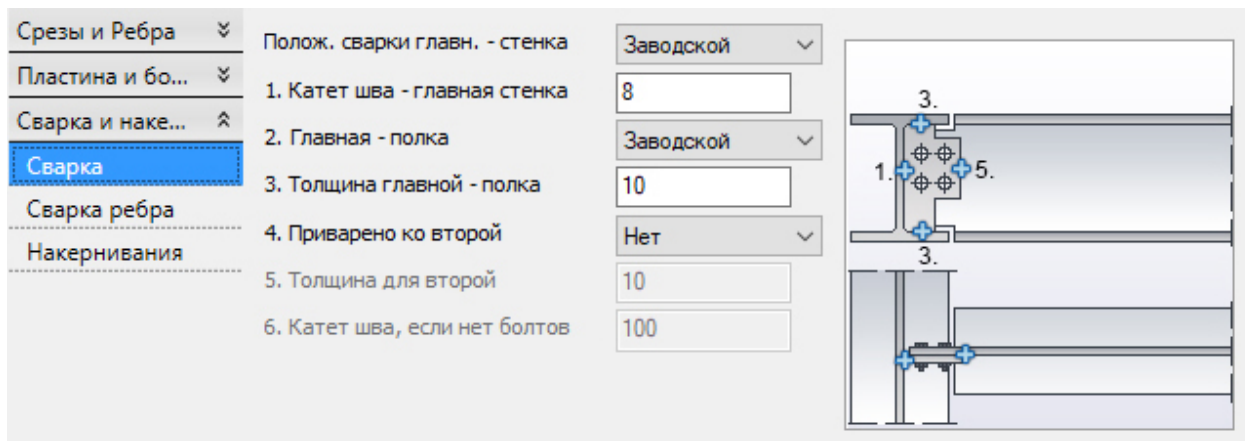 Срезы и Ребра
Пластина и бо...
Сварка и наке...
Сварка
Сварка ребра
Накернивания
Полож. сварки главн. - стенка
Заводской
1. Катет шва - главная стенка
8
2. Главная - полка
Заводской
3. Толщина главной - полка
10
4. Приварено ко второй
Нет
5. Толщина для второй
10
6. Катет шва, если нет болтов
100
3.
1.
5.
3.